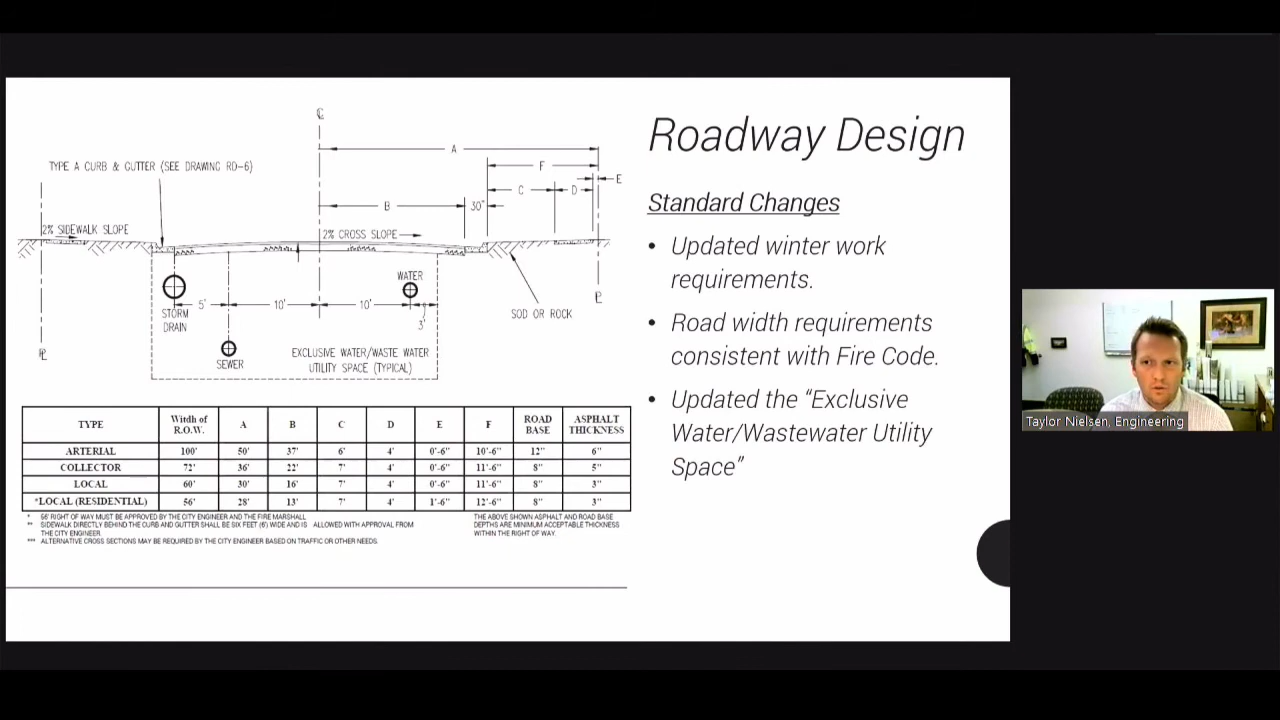 Roadway Design
Standard Changes
• Updated winter work
requirements.
• Road width requirements
consistent with Fire Code.
• Updated the “Exclusive
Water/Wastewater Utility
Space”
℄
A
TYPE A CURB & GUTTER (SEE DRAWING RD-6)
F
E
C
D
B
30"
2% SIDEWALK SLOPE
2% CROSS SLOPE
WATER
5'
10'
10'
3'
STORM
DRAIN
SOD OR ROCK
SEWER
EXCLUSIVE WATER/WASTE WATER
UTILITY SPACE (TYPICAL)
℄
℄
TYPE Witdh of R.O.W. A B C D E F ROAD BASE ASPHALT THICKNESS
ARTERIAL 100' 50' 37' 6' 4' 0'-6" 10'-6" 12" 6"
COLLECTOR 72' 36' 22' 7' 4' 0'-6" 11'-6" 8" 5"
LOCAL 60' 30' 16' 7' 4' 0'-6" 11'-6" 8" 3"
*LOCAL (RESIDENTIAL) 56' 28' 13' 7' 4' 1'-6" 12'-6" 8" 3"
* 56' RIGHT OF WAY MUST BE APPROVED BY THE CITY ENGINEER AND THE FIRE MARSHALL.
** SIDEWALK DIRECTLY BEHIND THE CURB AND GUTTER SHALL BE SIX FEET (6') WIDE AND IS ALLOWED WITH APPROVAL FROM
THE CITY ENGINEER.
*** ALTERNATIVE CROSS SECTIONS MAY BE REQUIRED BY THE CITY ENGINEER BASED ON TRAFFIC OR OTHER NEEDS.
THE ABOVE SHOWN ASPHALT AND ROAD BASE
DEPTHS ARE MINIMUM ACCEPTABLE THICKNESS
WITHIN THE RIGHT OF WAY.
Taylor Nielsen, Engineering